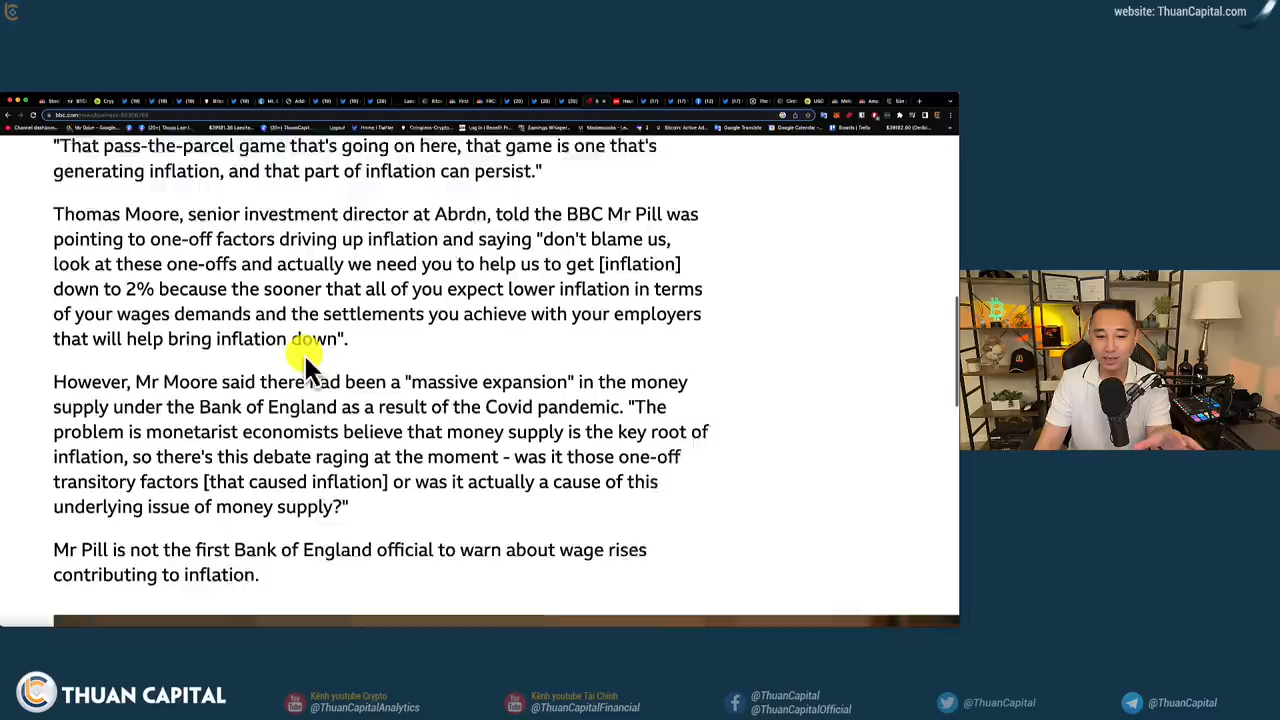 website: ThuanCapital.com
"That pass-the-parcel game that's going on here, that game is one that's
generating inflation, and that part of inflation can persist."
Thomas Moore, senior investment director at Abrdn, told the BBC Mr Pill was
pointing to one-off factors driving up inflation and saying "don't blame us,
look at these one-offs and actually we need you to help us to get [inflation]
down to 2% because the sooner that all of you expect lower inflation in terms
of your wages demands and the settlements you achieve with your employers
that will help bring inflation down".
However, Mr Moore said there had been a "massive expansion" in the money
supply under the Bank of England as a result of the Covid pandemic. "The
problem is monetarist economists believe that money supply is the key root of
inflation, so there's this debate raging at the moment - was it those one-off
transitory factors [that caused inflation] or was it actually a cause of this
underlying issue of money supply?"
Mr Pill is not the first Bank of England official to warn about wage rises
contributing to inflation.
THUAN CAPITAL
Kênh youtube Crypto
@ThuanCapitalAnalytics
Kênh youtube Tài Chính
@ThuanCapitalFinancial
@ThuanCapital
@ThuanCapitalOfficial
@ThuanCapital
@ThuanCapital